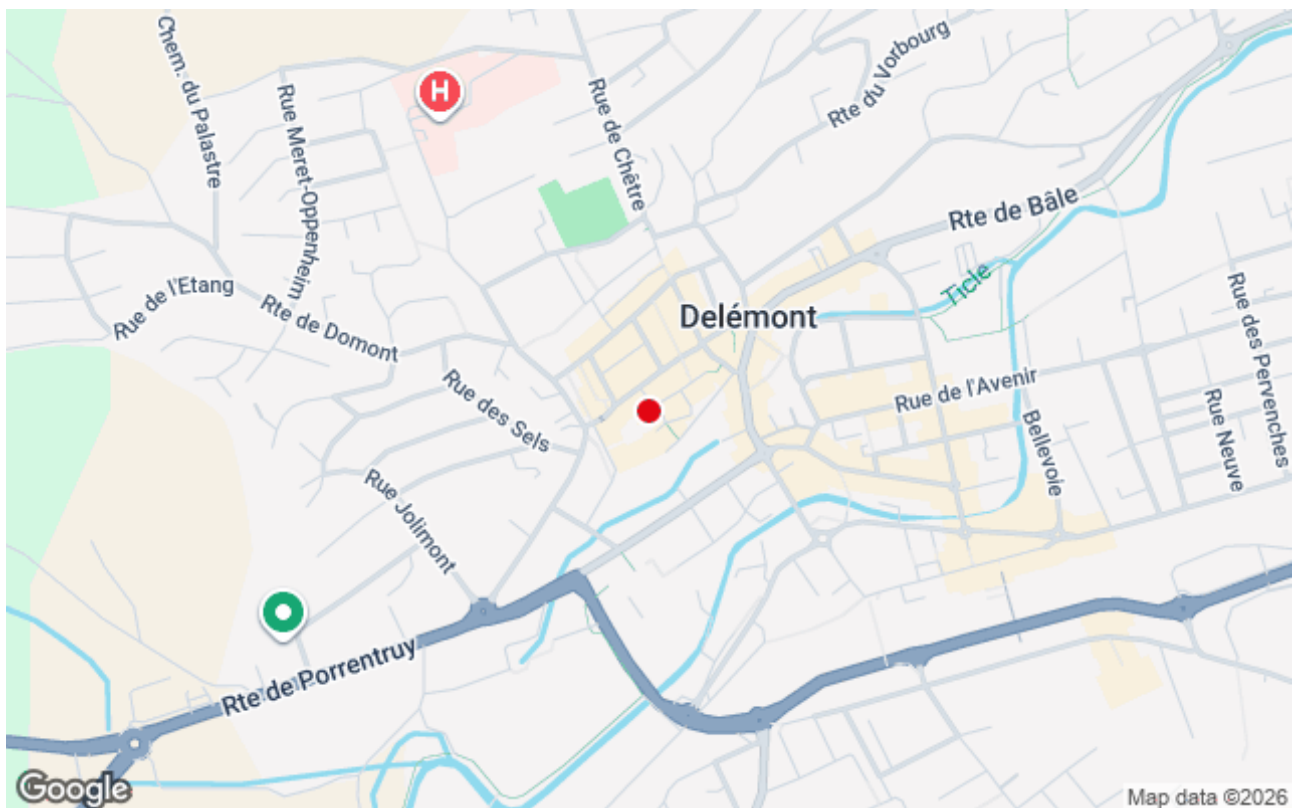 Chem. du Palastre
Rue Meret-Oppenheim
H
Rue de Chêtre
Rte du Vorbourg
Rte de Bâle
Ticle
Rue de l'Etang
Rte de Domont
Delémont
Rue des Pervenches
Rue des Sels
Rue de l'Avenir
Rue Neuve
Bellevoie
Rue Jolimont
Rte de Porrentruy
Google
Map data ©2026